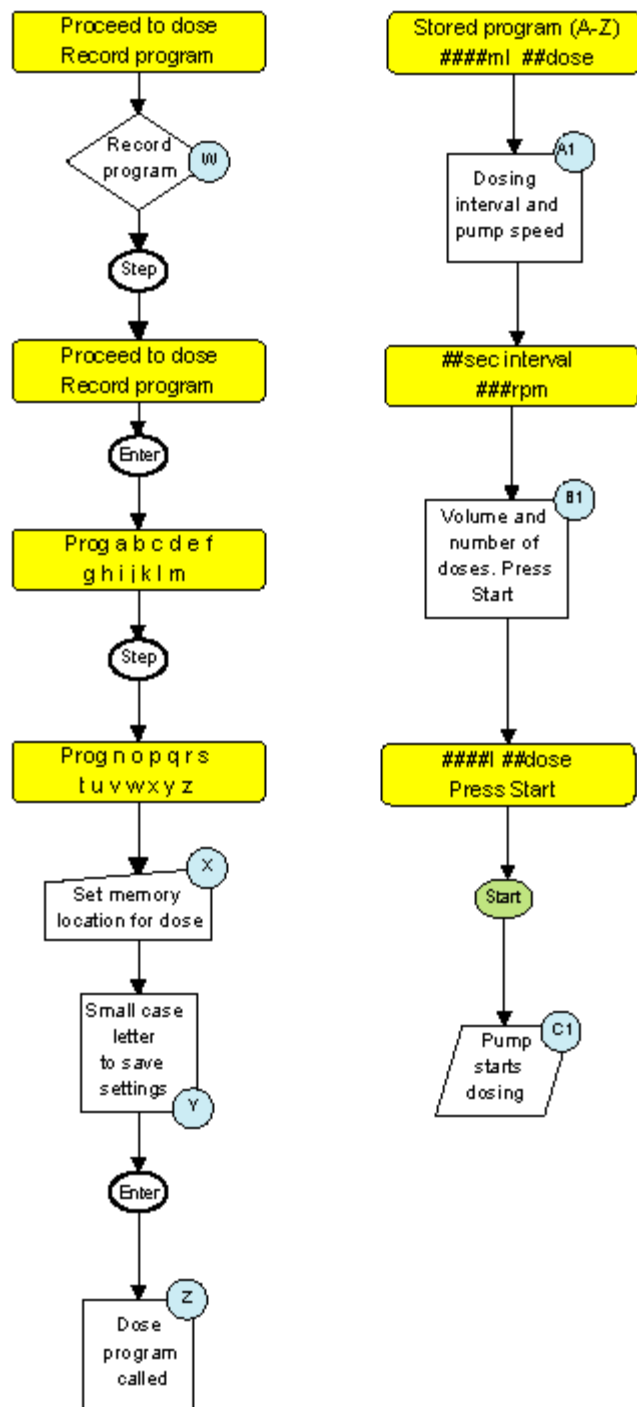 Proceed to dose
Record program
Record
program
W
Step
Proceed to dose
Record program
Enter
Prog a b c d e f
g h i j k l m
Step
Prog n o p q r s
t u v w x y z
X
Set memory
location for dose
Small case
letter
to save
settings
Y
Enter
Z
Dose
program
called
Stored program (A-Z)
####ml ##dose
A1
Dosing
interval and
pump speed
##sec interval
###rpm
B1
Volume and
number of
doses. Press
Start
####l ##dose
Press Start
Start
C1
Pump
starts
dosing